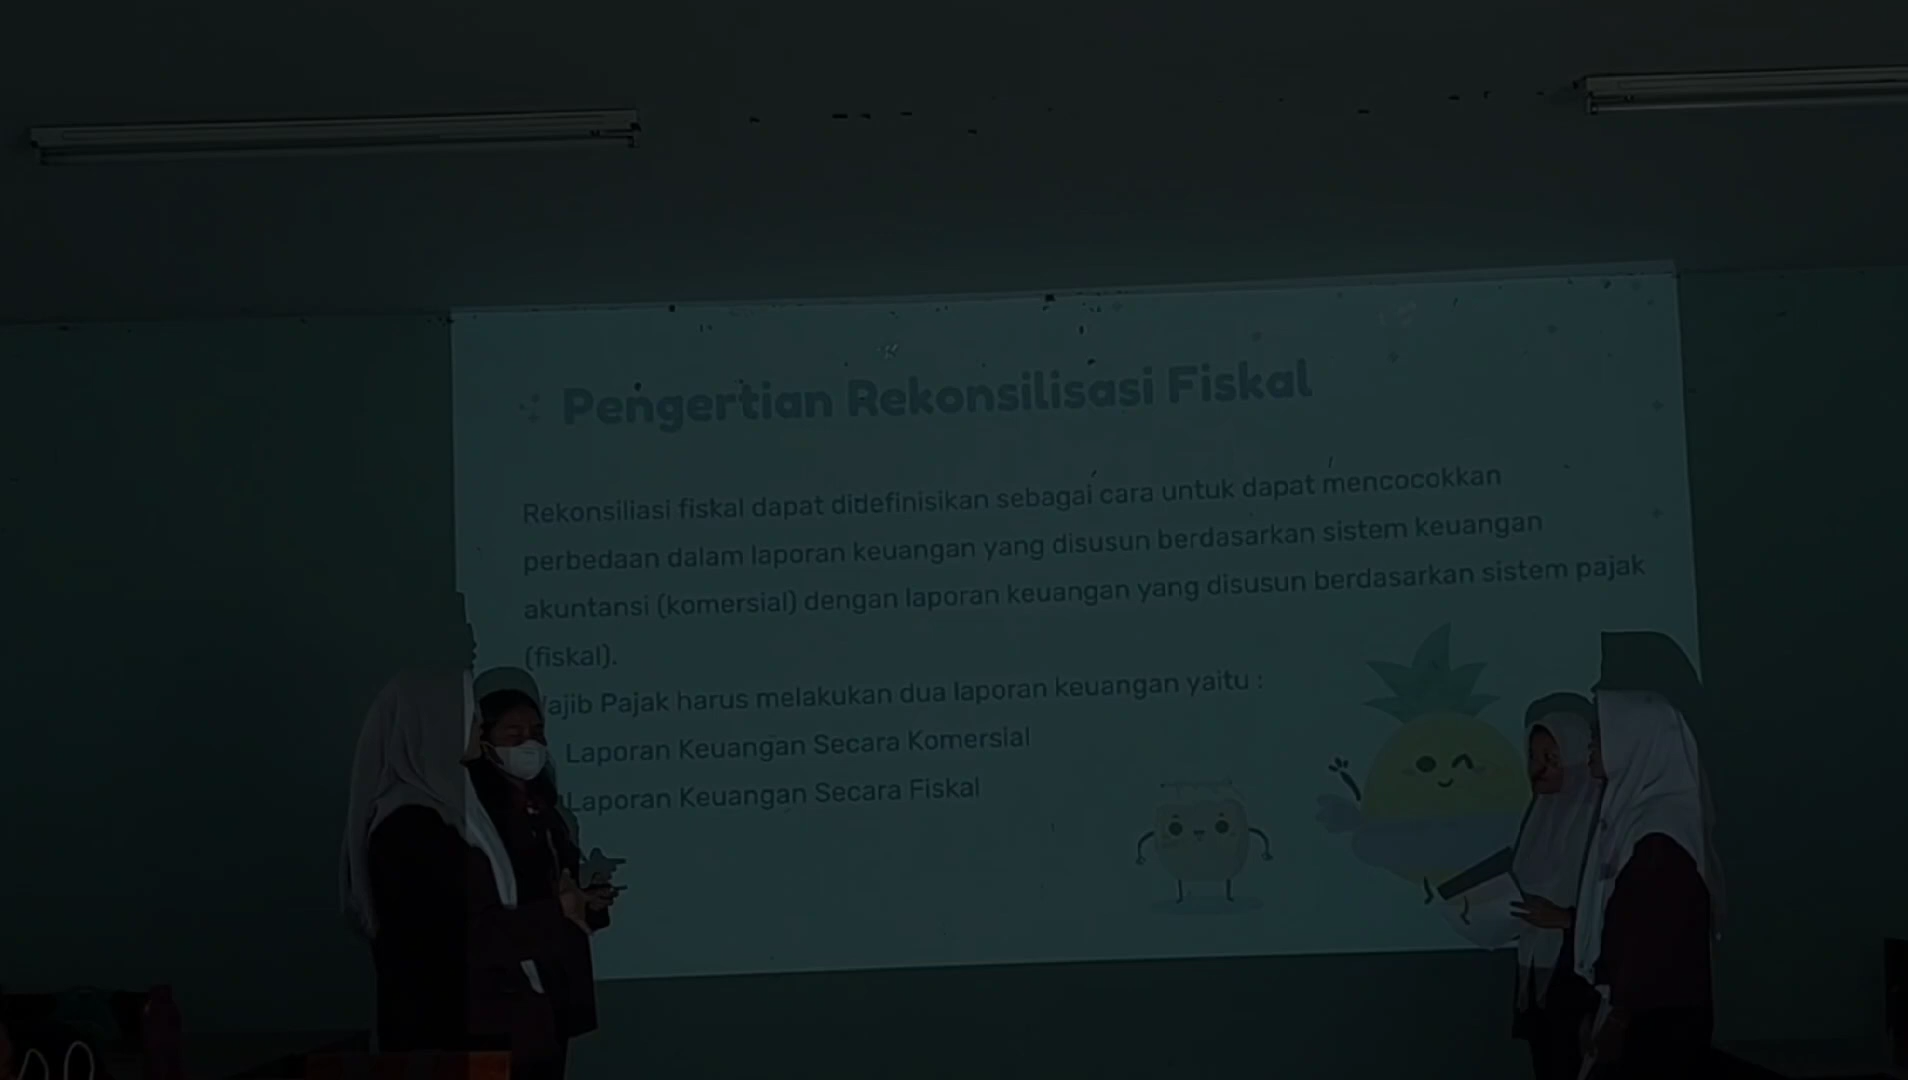 Pengertian Rekonsilisasi Fiskal
Rekonsiliasi fiskal dapat didefinisikan sebagai cara untuk dapat mencocokkan
perbedaan dalam laporan keuangan yang disusun berdasarkan sistem keuangan
akuntansi (komersial) dengan laporan keuangan yang disusun berdasarkan sistem pajak
(fiskal).
ajib Pajak harus melakukan dua laporan keuangan yaitu :
Laporan Keuangan Secara Komersial
Laporan Keuangan Secara Fiskal